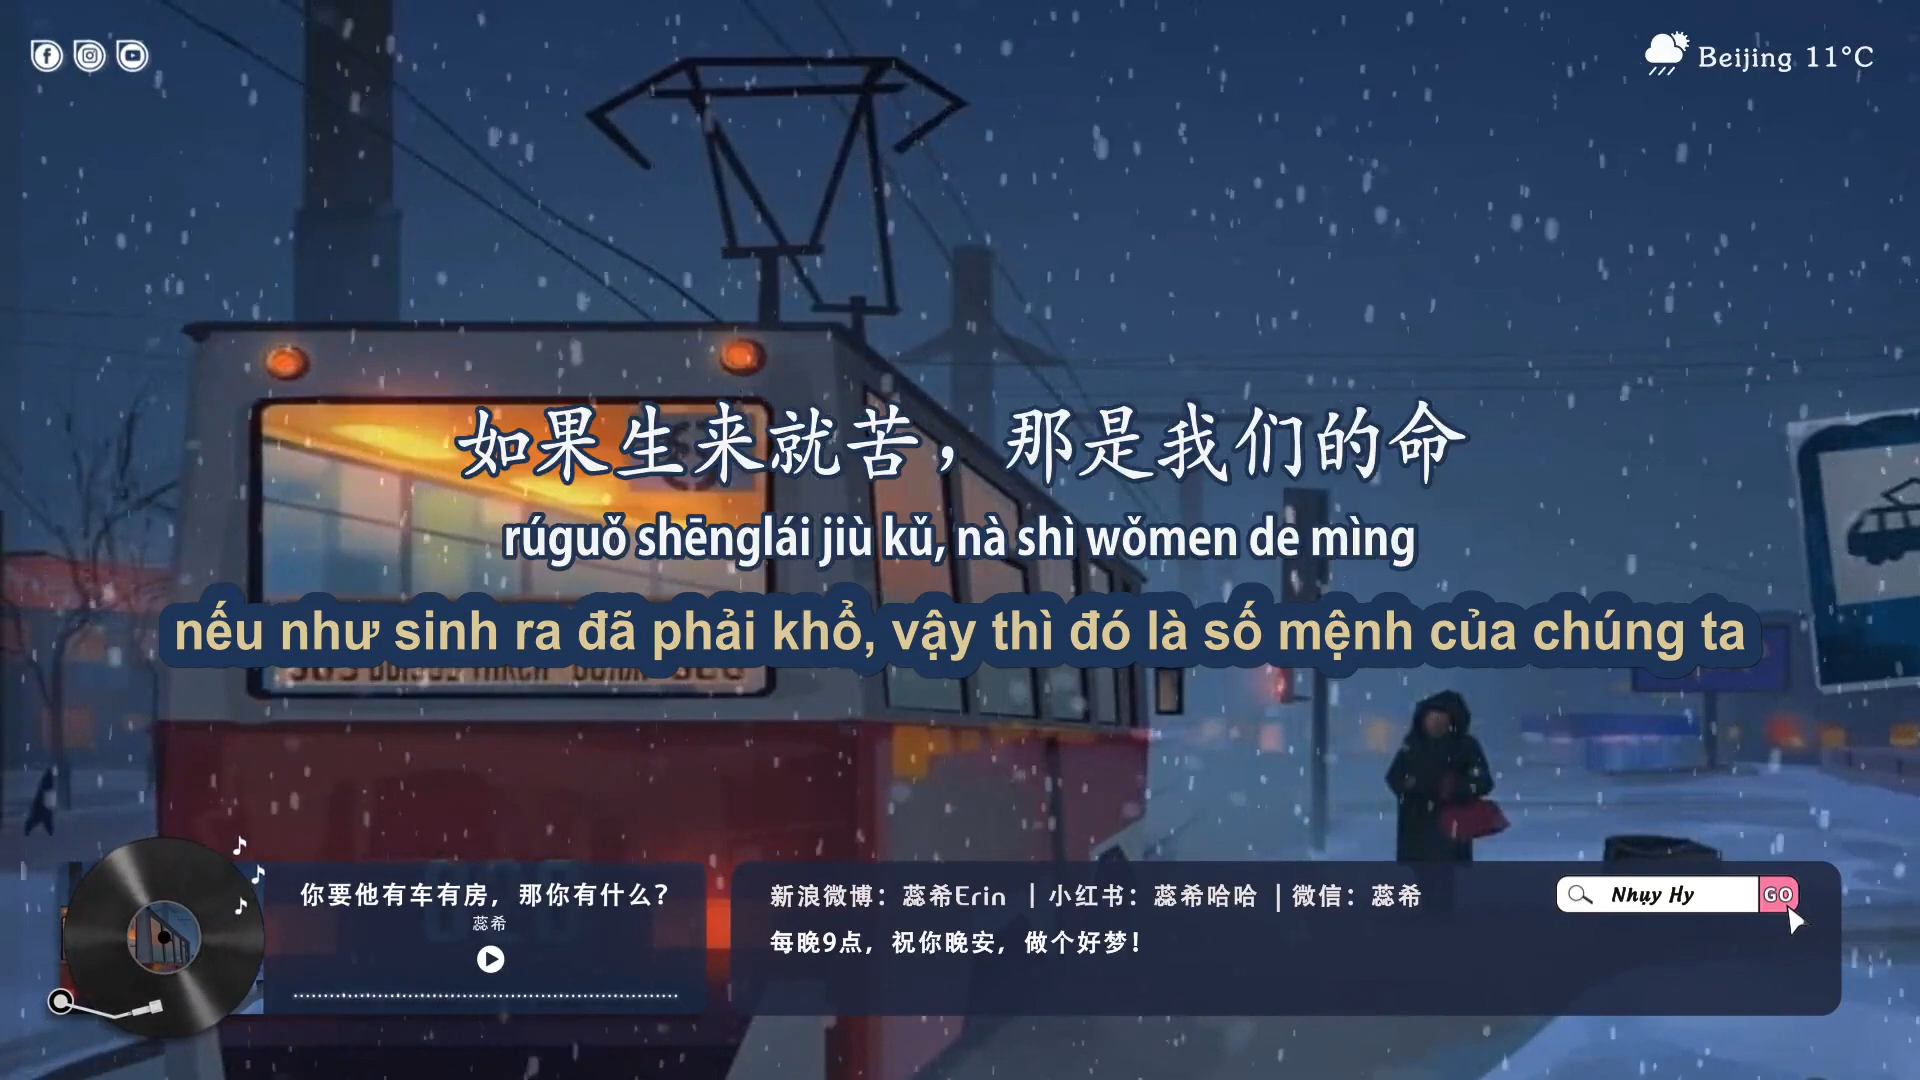 Beijing 11°C
如果生来就苦，那是我们的命
rúguǒ shēnglái jiù kǔ, nà shì wǒmen de mìng
nếu như sinh ra đã phải khổ, vậy thì đó là số mệnh của chúng ta
你要他有车有房，那你有什么？
蕊希
新浪微博：蕊希Erin ｜小红书：蕊希哈哈 ｜微信：蕊希
每晚9点，祝你晚安，做个好梦！
Nhụy Hy
GO